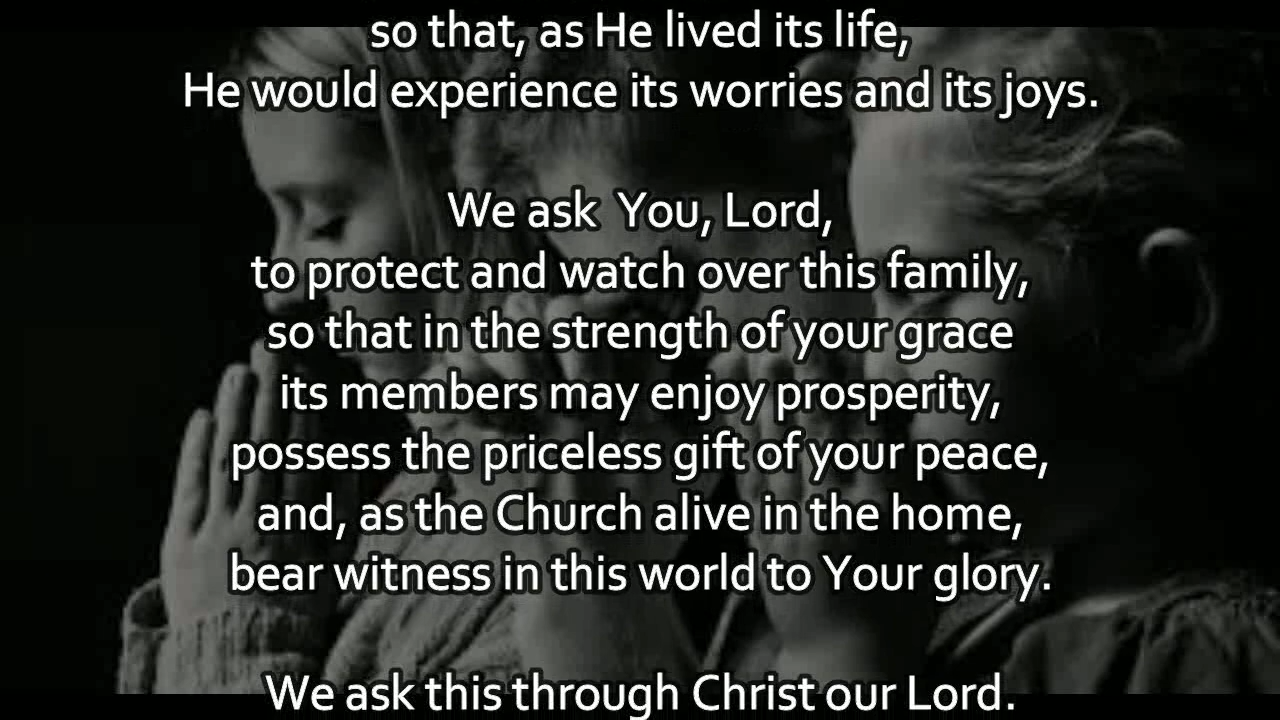 so that, as He lived its life,
He would experience its worries and its joys.
We ask You, Lord,
to protect and watch over this family,
so that in the strength of your grace
its members may enjoy prosperity,
possess the priceless gift of your peace,
and, as the Church alive in the home,
bear witness in this world to Your glory.
We ask this through Christ our Lord.